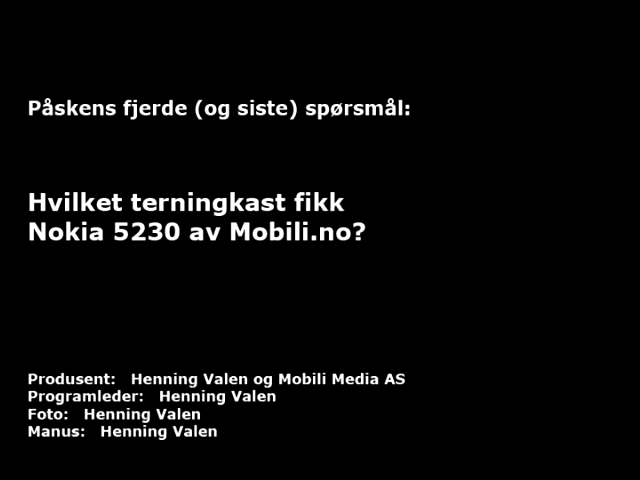 Påskens fjerde (og siste) spørsmål:
Hvilket terningkast fikk
Nokia 5230 av Mobili.no?
Produsent: Henning Valen og Mobili Media AS
Programleder: Henning Valen
Foto: Henning Valen
Manus: Henning Valen